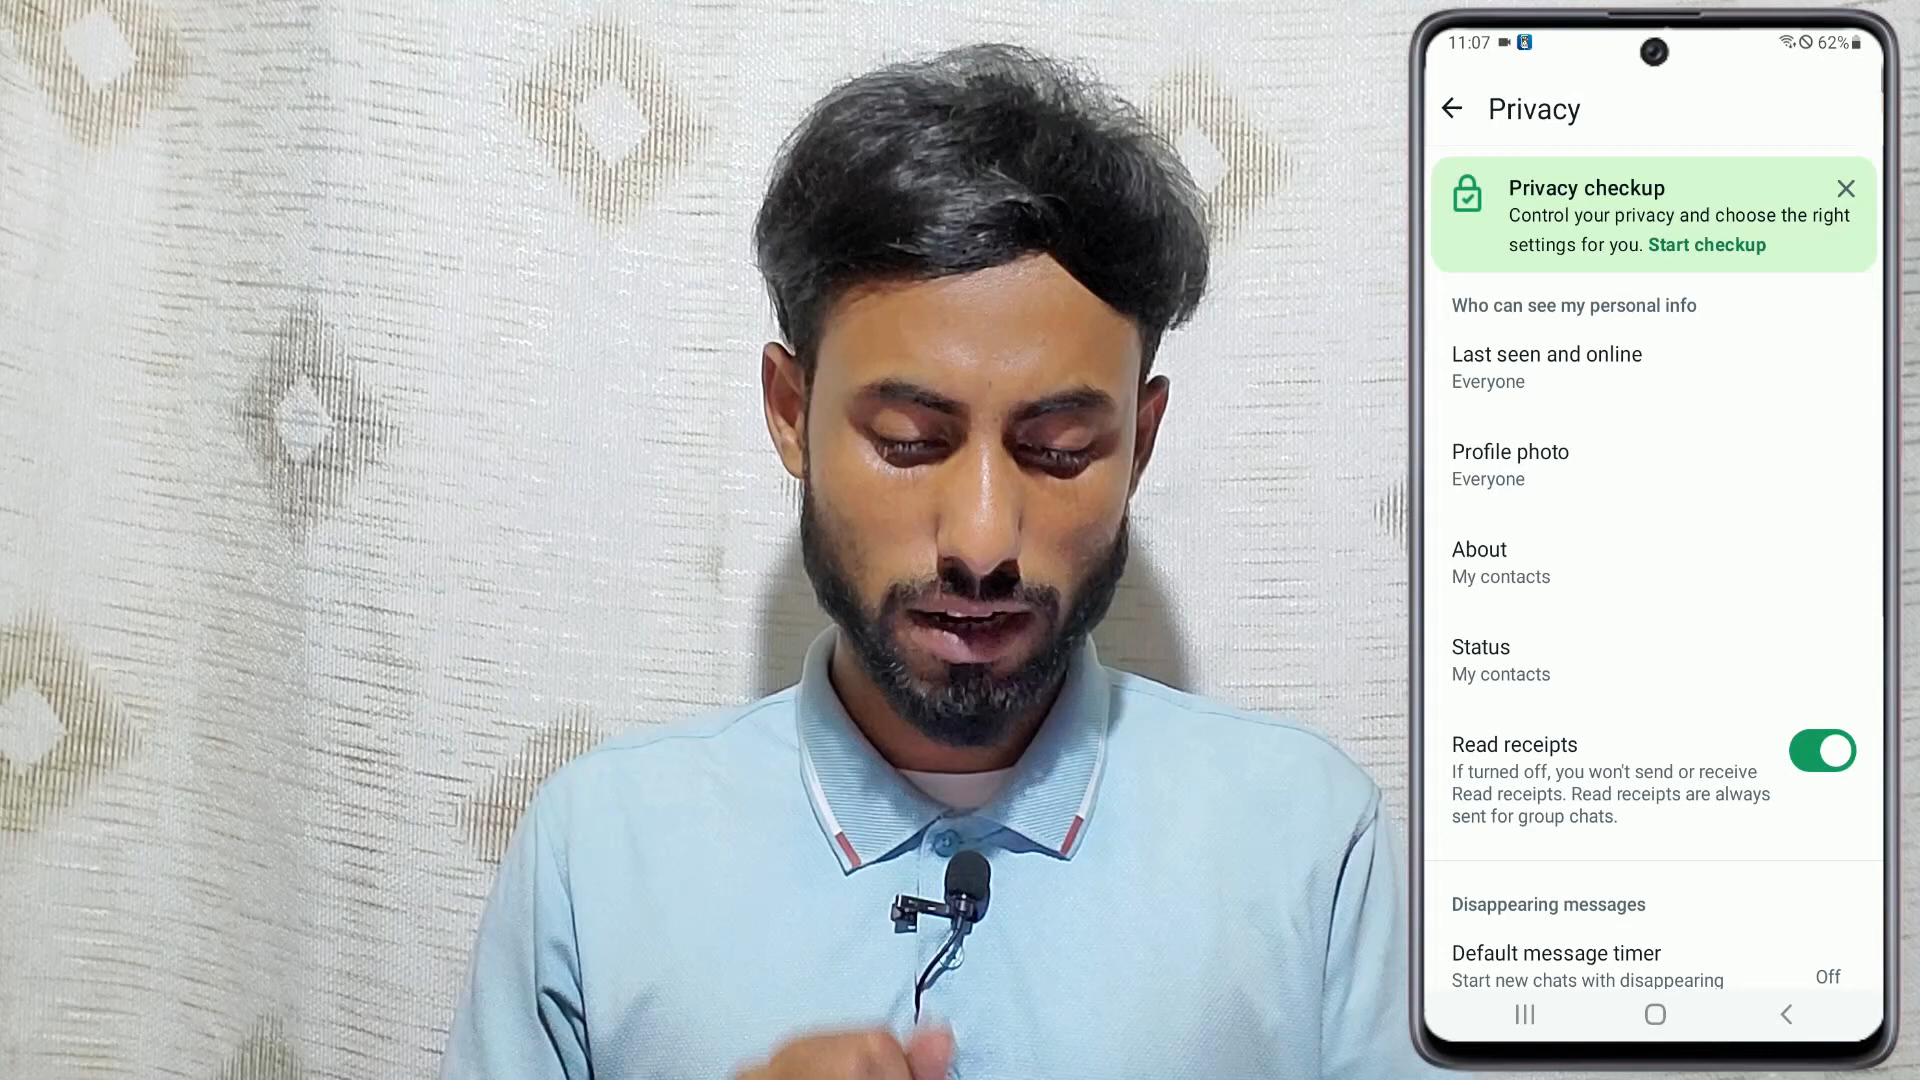 11:07
62%
Privacy
Privacy checkup
Control your privacy and choose the right
settings for you. Start checkup
Who can see my personal info
Last seen and online
Everyone
Profile photo
Everyone
About
My contacts
Status
My contacts
Read receipts
If turned off, you won't send or receive
Read receipts. Read receipts are always
sent for group chats.
Disappearing messages
Default message timer
Start new chats with disappearing
Off